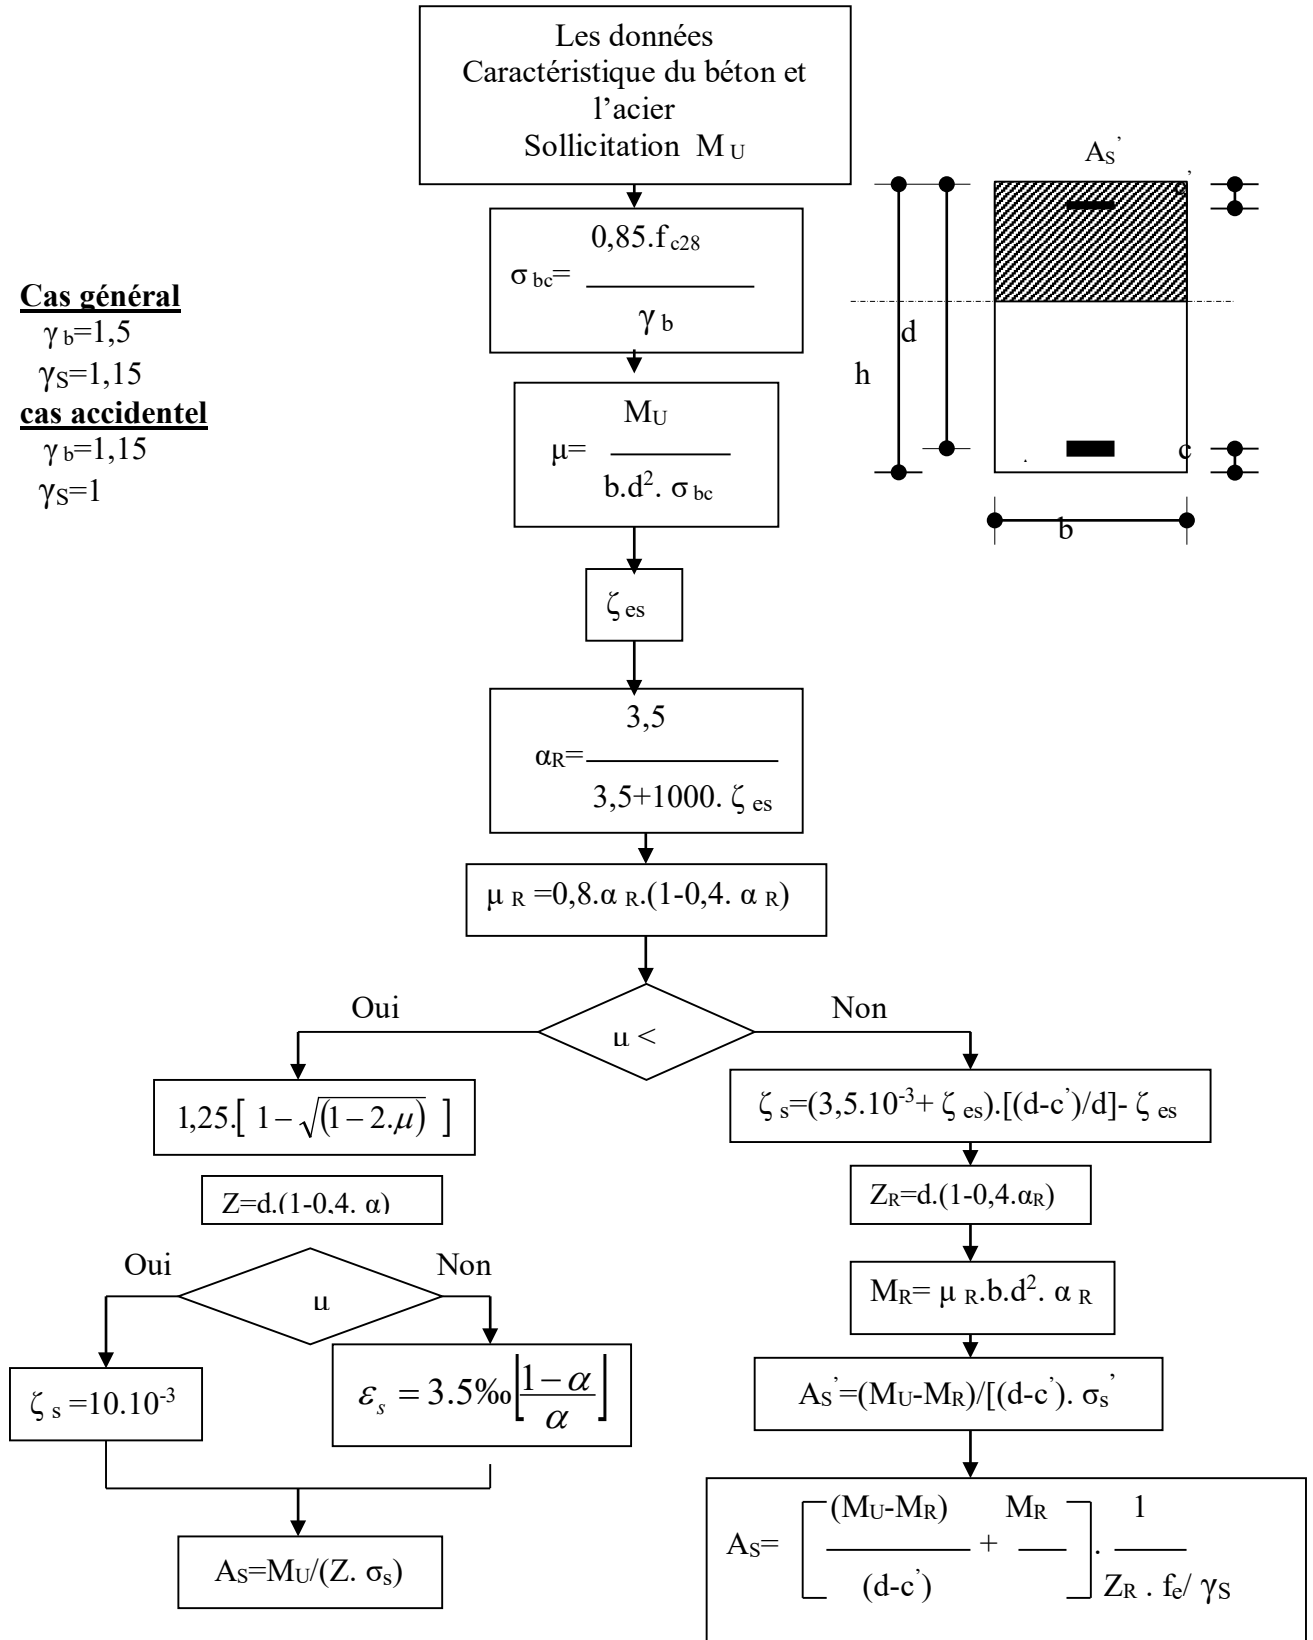 Les données
Caractéristique du béton et
l’acier
Sollicitation M U
Cas général
γ b=1,5
γS=1,15
cas accidentel
γ b=1,15
γS=1
AS’
c’
d
h
c
b
0,85.f c28
σ bc=
γ b
MU
μ=
b.d². σ bc
ζ es
3,5
αR=
3,5+1000. ζ es
μ R =0,8.α R.(1-0,4. α R)
Oui
μ <
Non
1,25.[ 1−√(1−2.μ) ]
ζ s=(3,5.10-3+ ζ es).[(d-c’)/d]- ζ es
Z=d.(1-0,4. α)
ZR=d.(1-0,4.αR)
Oui
μ
Non
MR= μ R.b.d². α R
ζ s =10.10-3
εs = 3.5‰[1−α/α]
AS’=(MU-MR)/[(d-c’). σs’]
AS=MU/(Z. σs)
(MU-MR) MR 1
AS= + .
(d-c’) ZR . fe/ γS